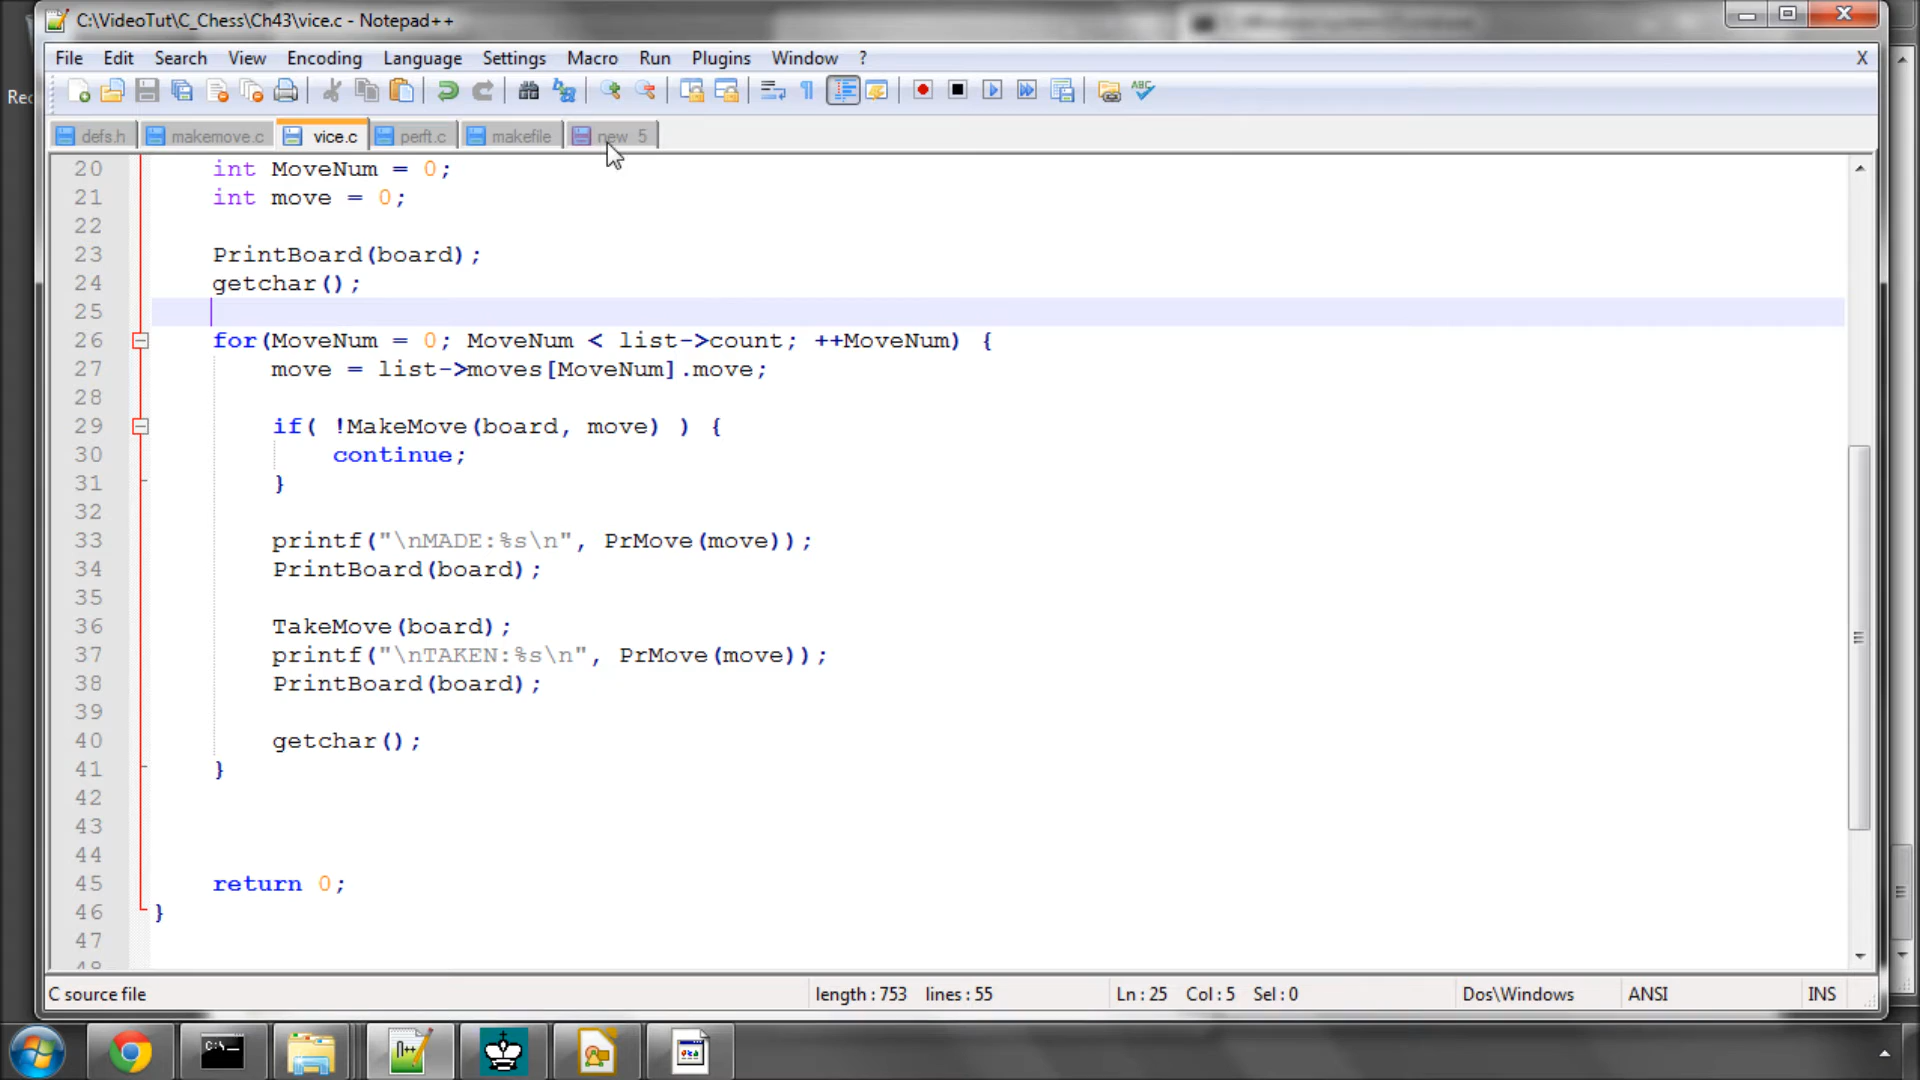 C:\VideoTut\C_Chess\Ch43\vice.c - Notepad++
File Edit Search View Encoding Language Settings Macro Run Plugins Window ? X
defs.h makemove.c vice.c perft.c makefile new 5
20 int MoveNum = 0;
21 int move = 0;
22
23 PrintBoard(board);
24 getchar();
25
26 for(MoveNum = 0; MoveNum < list->count; ++MoveNum) {
27 move = list->moves[MoveNum].move;
28
29 if( !MakeMove(board, move) ) {
30 continue;
31 }
32
33 printf("\nMADE:%s\n", PrMove(move));
34 PrintBoard(board);
35
36 TakeMove(board);
37 printf("\nTAKEN:%s\n", PrMove(move));
38 PrintBoard(board);
39
40 getchar();
41 }
42
43
44
45 return 0;
46 }
47
48
C source file length : 753 lines : 55 Ln : 25 Col : 5 Sel : 0 Dos\Windows ANSI INS